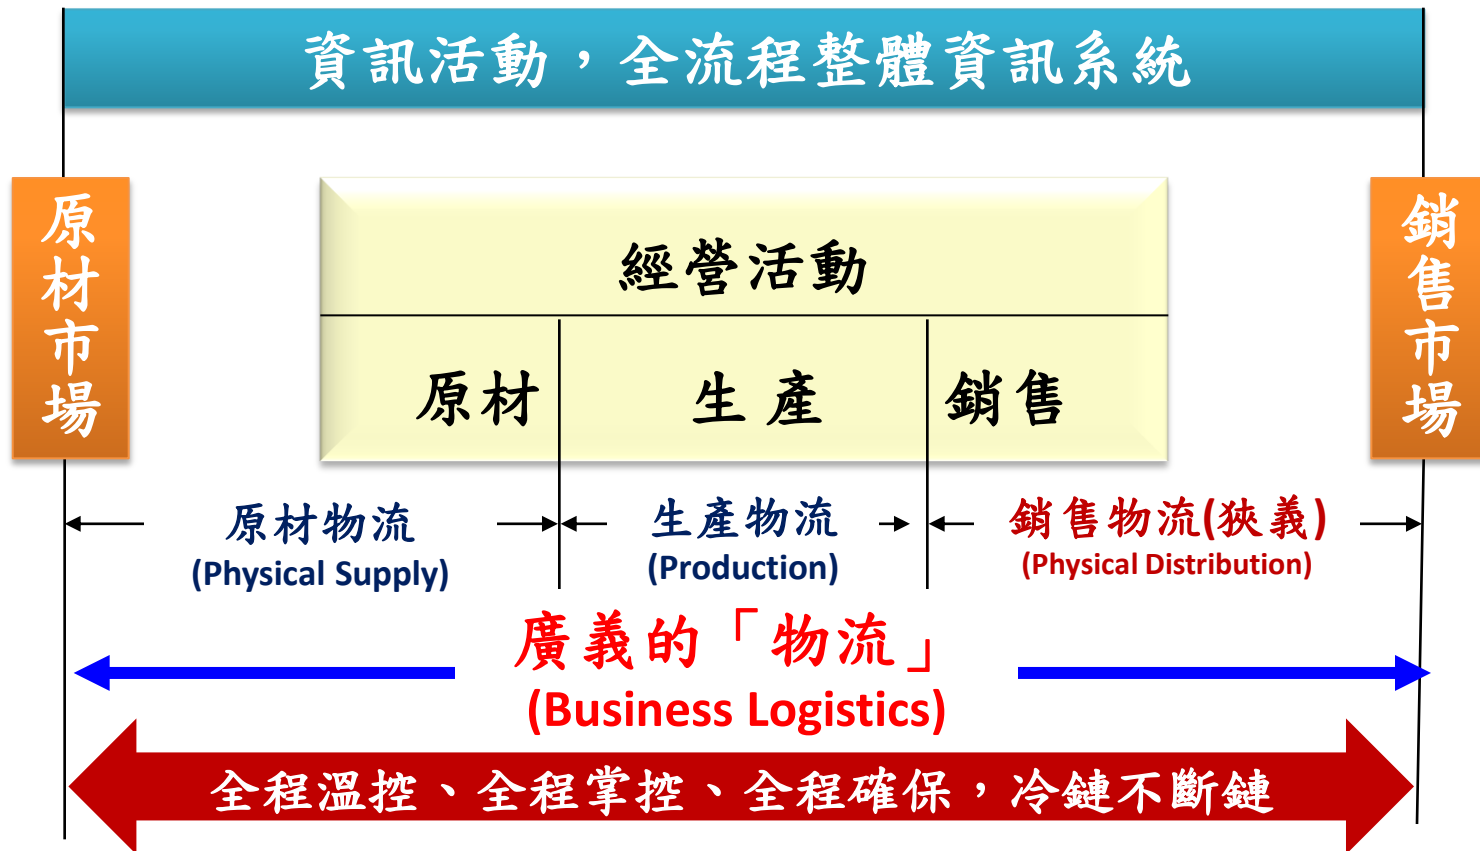 資訊活動，全流程整體資訊系統
原材市場
經營活動
原材
生產
銷售
銷售市場
原材物流
(Physical Supply)
生產物流
(Production)
銷售物流(狹義)
(Physical Distribution)
廣義的「物流」
(Business Logistics)
全程溫控、全程掌控、全程確保，冷鏈不斷鏈